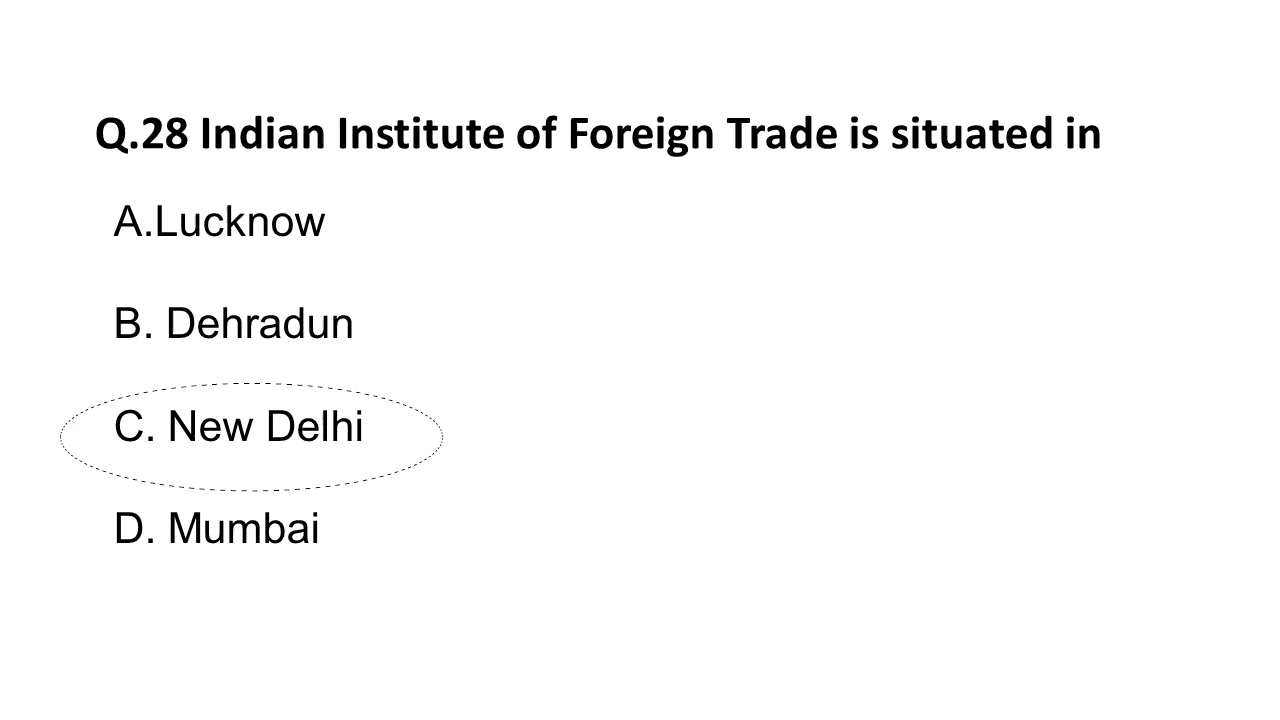 Q.28 Indian Institute of Foreign Trade is situated in
A.Lucknow
B. Dehradun
C. New Delhi
D. Mumbai